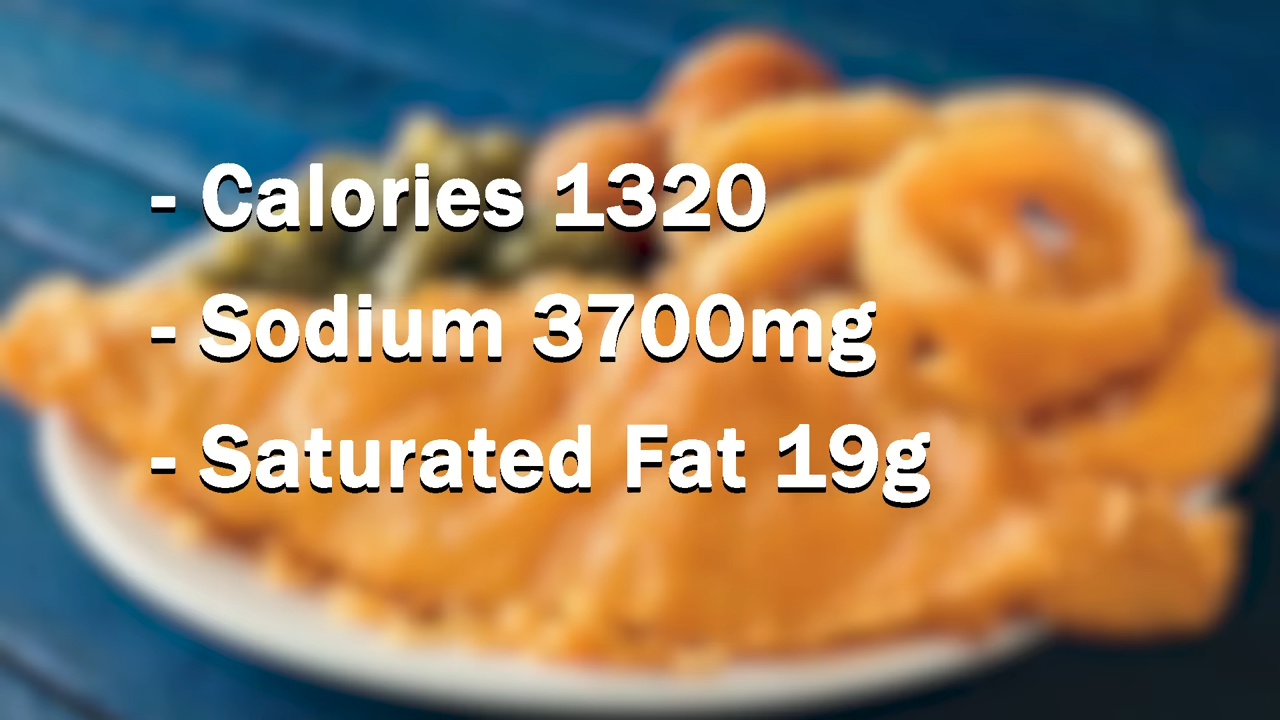 - Calories 1320
- Sodium 3700mg
- Saturated Fat 19g